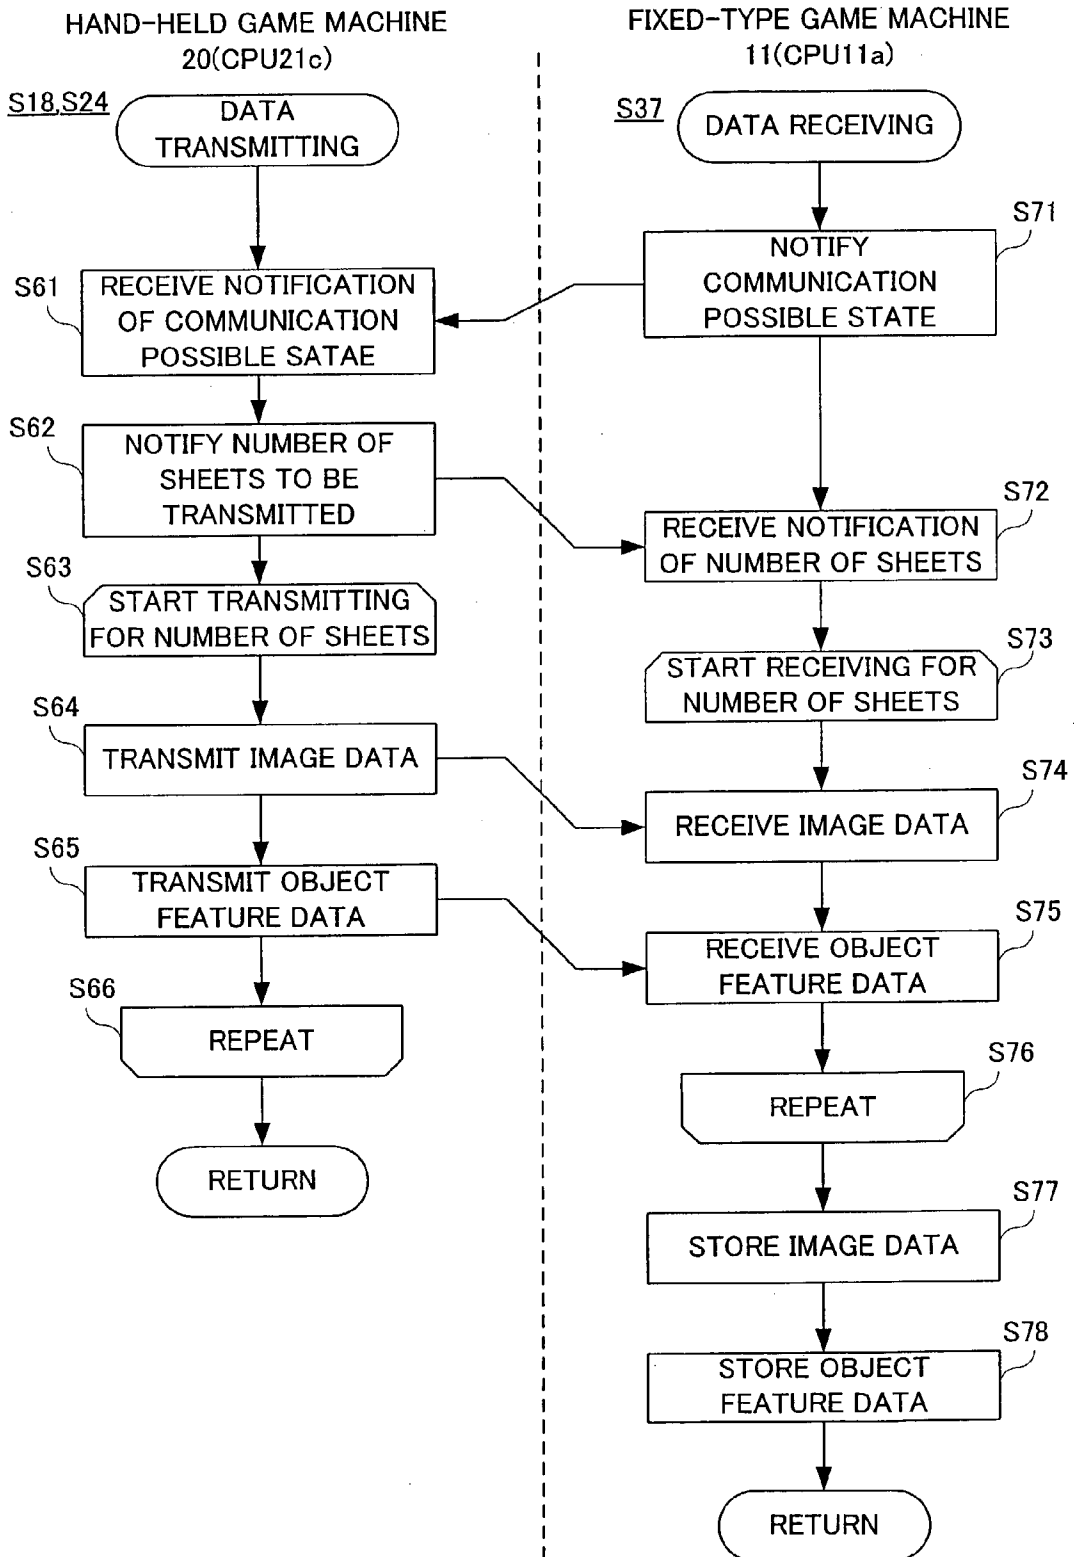 HAND-HELD GAME MACHINE
20(CPU21c)
S18,S24
DATA
TRANSMITTING
S61
RECEIVE NOTIFICATION
OF COMMUNICATION
POSSIBLE SATAE
S62
NOTIFY NUMBER OF
SHEETS TO BE
TRANSMITTED
S63
START TRANSMITTING
FOR NUMBER OF SHEETS
S64
TRANSMIT IMAGE DATA
S65
TRANSMIT OBJECT
FEATURE DATA
S66
REPEAT
RETURN
FIXED-TYPE GAME MACHINE
11(CPU11a)
S37
DATA RECEIVING
S71
NOTIFY
COMMUNICATION
POSSIBLE STATE
S72
RECEIVE NOTIFICATION
OF NUMBER OF SHEETS
S73
START RECEIVING FOR
NUMBER OF SHEETS
S74
RECEIVE IMAGE DATA
S75
RECEIVE OBJECT
FEATURE DATA
S76
REPEAT
S77
STORE IMAGE DATA
S78
STORE OBJECT
FEATURE DATA
RETURN